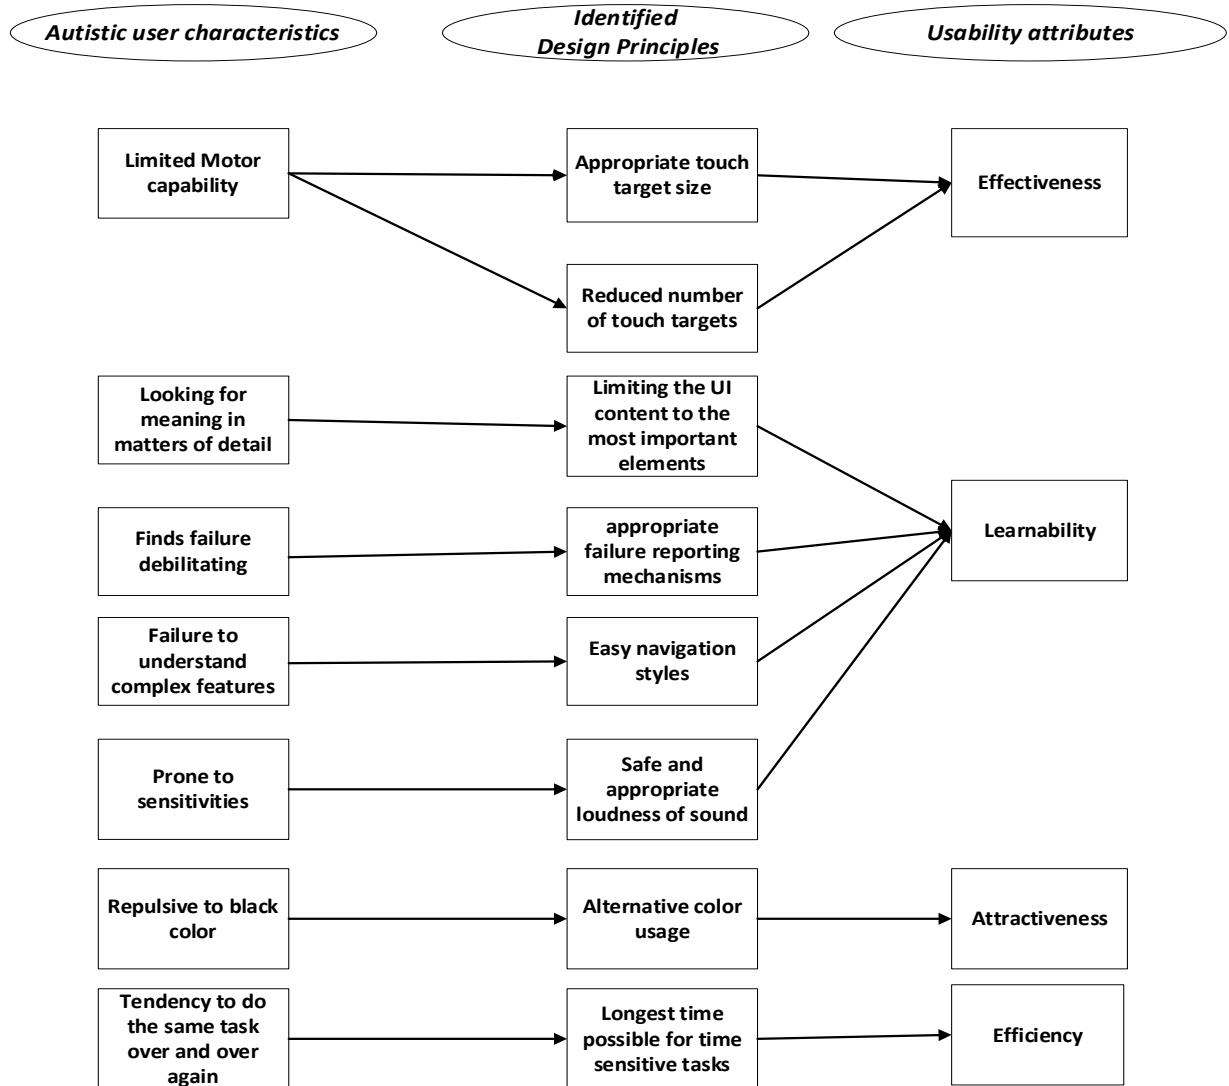 Autistic user characteristics
Identified
Design Principles
Usability attributes
Limited Motor
capability
Appropriate touch
target size
Effectiveness
Reduced number
of touch targets
Looking for
meaning in
matters of detail
Limiting the UI
content to the
most important
elements
Learnability
Finds failure
debilitating
appropriate
failure reporting
mechanisms
Failure to
understand
complex features
Easy navigation
styles
Prone to
sensitivities
Safe and
appropriate
loudness of sound
Repulsive to black
color
Alternative color
usage
Attractiveness
Tendency to do
the same task
over and over
again
Longest time
possible for time
sensitive tasks
Efficiency